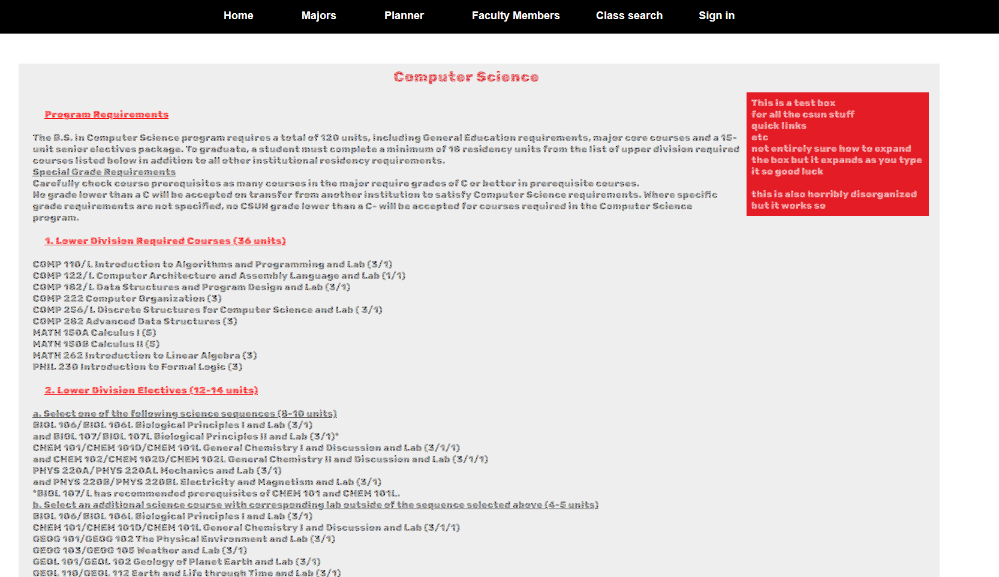 Home Majors Planner Faculty Members Class search Sign in
Computer Science
Program Requirements
The B.S. in Computer Science program requires a total of 120 units, including General Education requirements, major core courses and a 15-
unit senior electives package. To graduate, a student must complete a minimum of 18 residency units from the list of upper division required
courses listed below in addition to all other institutional residency requirements.
Special Grade Requirements
Carefully check course prerequisites as many courses in the major require grades of C or better in prerequisite courses.
No grade lower than a C will be accepted on transfer from another institution to satisfy Computer Science requirements. Where specific
grade requirements are not specified, no CSUN grade lower than a C- will be accepted for courses required in the Computer Science
program.
This is a test box
for all the csun stuff
quick links
etc
not entirely sure how to expand
the box but it expands as you type
it so good luck
this is also horribly disorganized
but it works so
1. Lower Division Required Courses (36 units)
COMP 110/L Introduction to Algorithms and Programming and Lab (3/1)
COMP 122/L Computer Architecture and Assembly Language and Lab (1/1)
COMP 182/L Data Structures and Program Design and Lab (3/1)
COMP 222 Computer Organization (3)
COMP 256/L Discrete Structures for Computer Science and Lab ( 3/1)
COMP 282 Advanced Data Structures (3)
MATH 150A Calculus I (5)
MATH 150B Calculus II (5)
MATH 262 Introduction to Linear Algebra (3)
PHIL 230 Introduction to Formal Logic (3)
2. Lower Division Electives (12-14 units)
a. Select one of the following science sequences (8-10 units)
BIOL 106/BIOL 106L Biological Principles I and Lab (3/1)
and BIOL 107/BIOL 107L Biological Principles II and Lab (3/1)*
CHEM 101/CHEM 101D/CHEM 101L General Chemistry I and Discussion and Lab (3/1/1)
and CHEM 102/CHEM 102D/CHEM 102L General Chemistry II and Discussion and Lab (3/1/1)
PHYS 220A/PHYS 220AL Mechanics and Lab (3/1)
and PHYS 220B/PHYS 220BL Electricity and Magnetism and Lab (3/1)
*BIOL 107/L has recommended prerequisites of CHEM 101 and CHEM 101L.
b. Select an additional science course with corresponding lab outside of the sequence selected above (4-5 units)
BIOL 106/BIOL 106L Biological Principles I and Lab (3/1)
CHEM 101/CHEM 101D/CHEM 101L General Chemistry I and Discussion and Lab (3/1/1)
GEOG 101/GEOG 102 The Physical Environment and Lab (3/1)
GEOG 103/GEOG 105 Weather and Lab (3/1)
GEOL 101/GEOL 102 Geology of Planet Earth and Lab (3/1)
GEOL 110/GEOL 112 Earth and Life through Time and Lab (3/1)